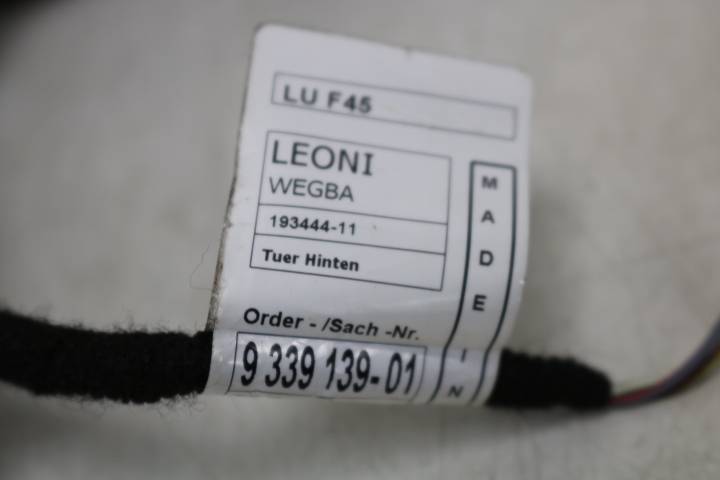 LU F45
LEONI
WEGBA
193444-11
Tuer Hinten
Order - /Sach -Nr.
9 339 139-01
MADE IN